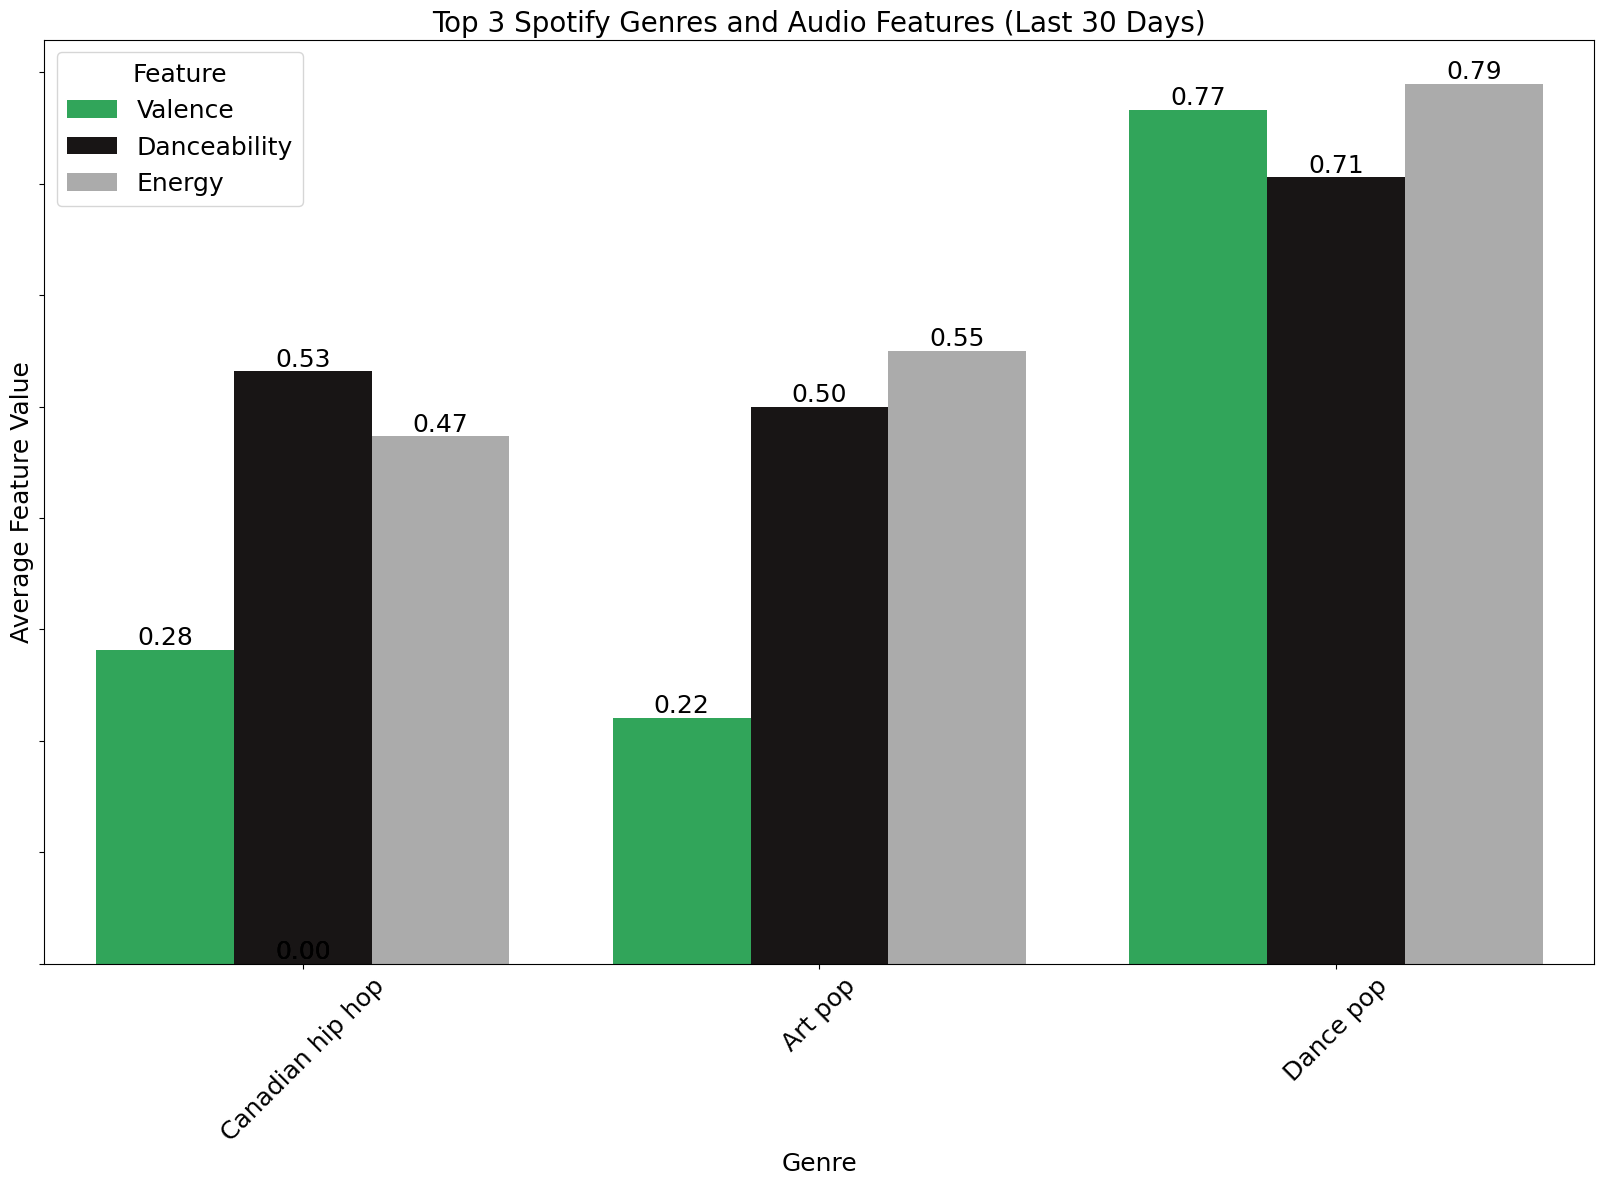 Top 3 Spotify Genres and Audio Features (Last 30 Days)
Feature
Valence
Danceability
Energy
Average Feature Value
0.28
0.53
0.47
0.00
0.22
0.50
0.55
0.77
0.71
0.79
Canadian hip hop
Art pop
Dance pop
Genre